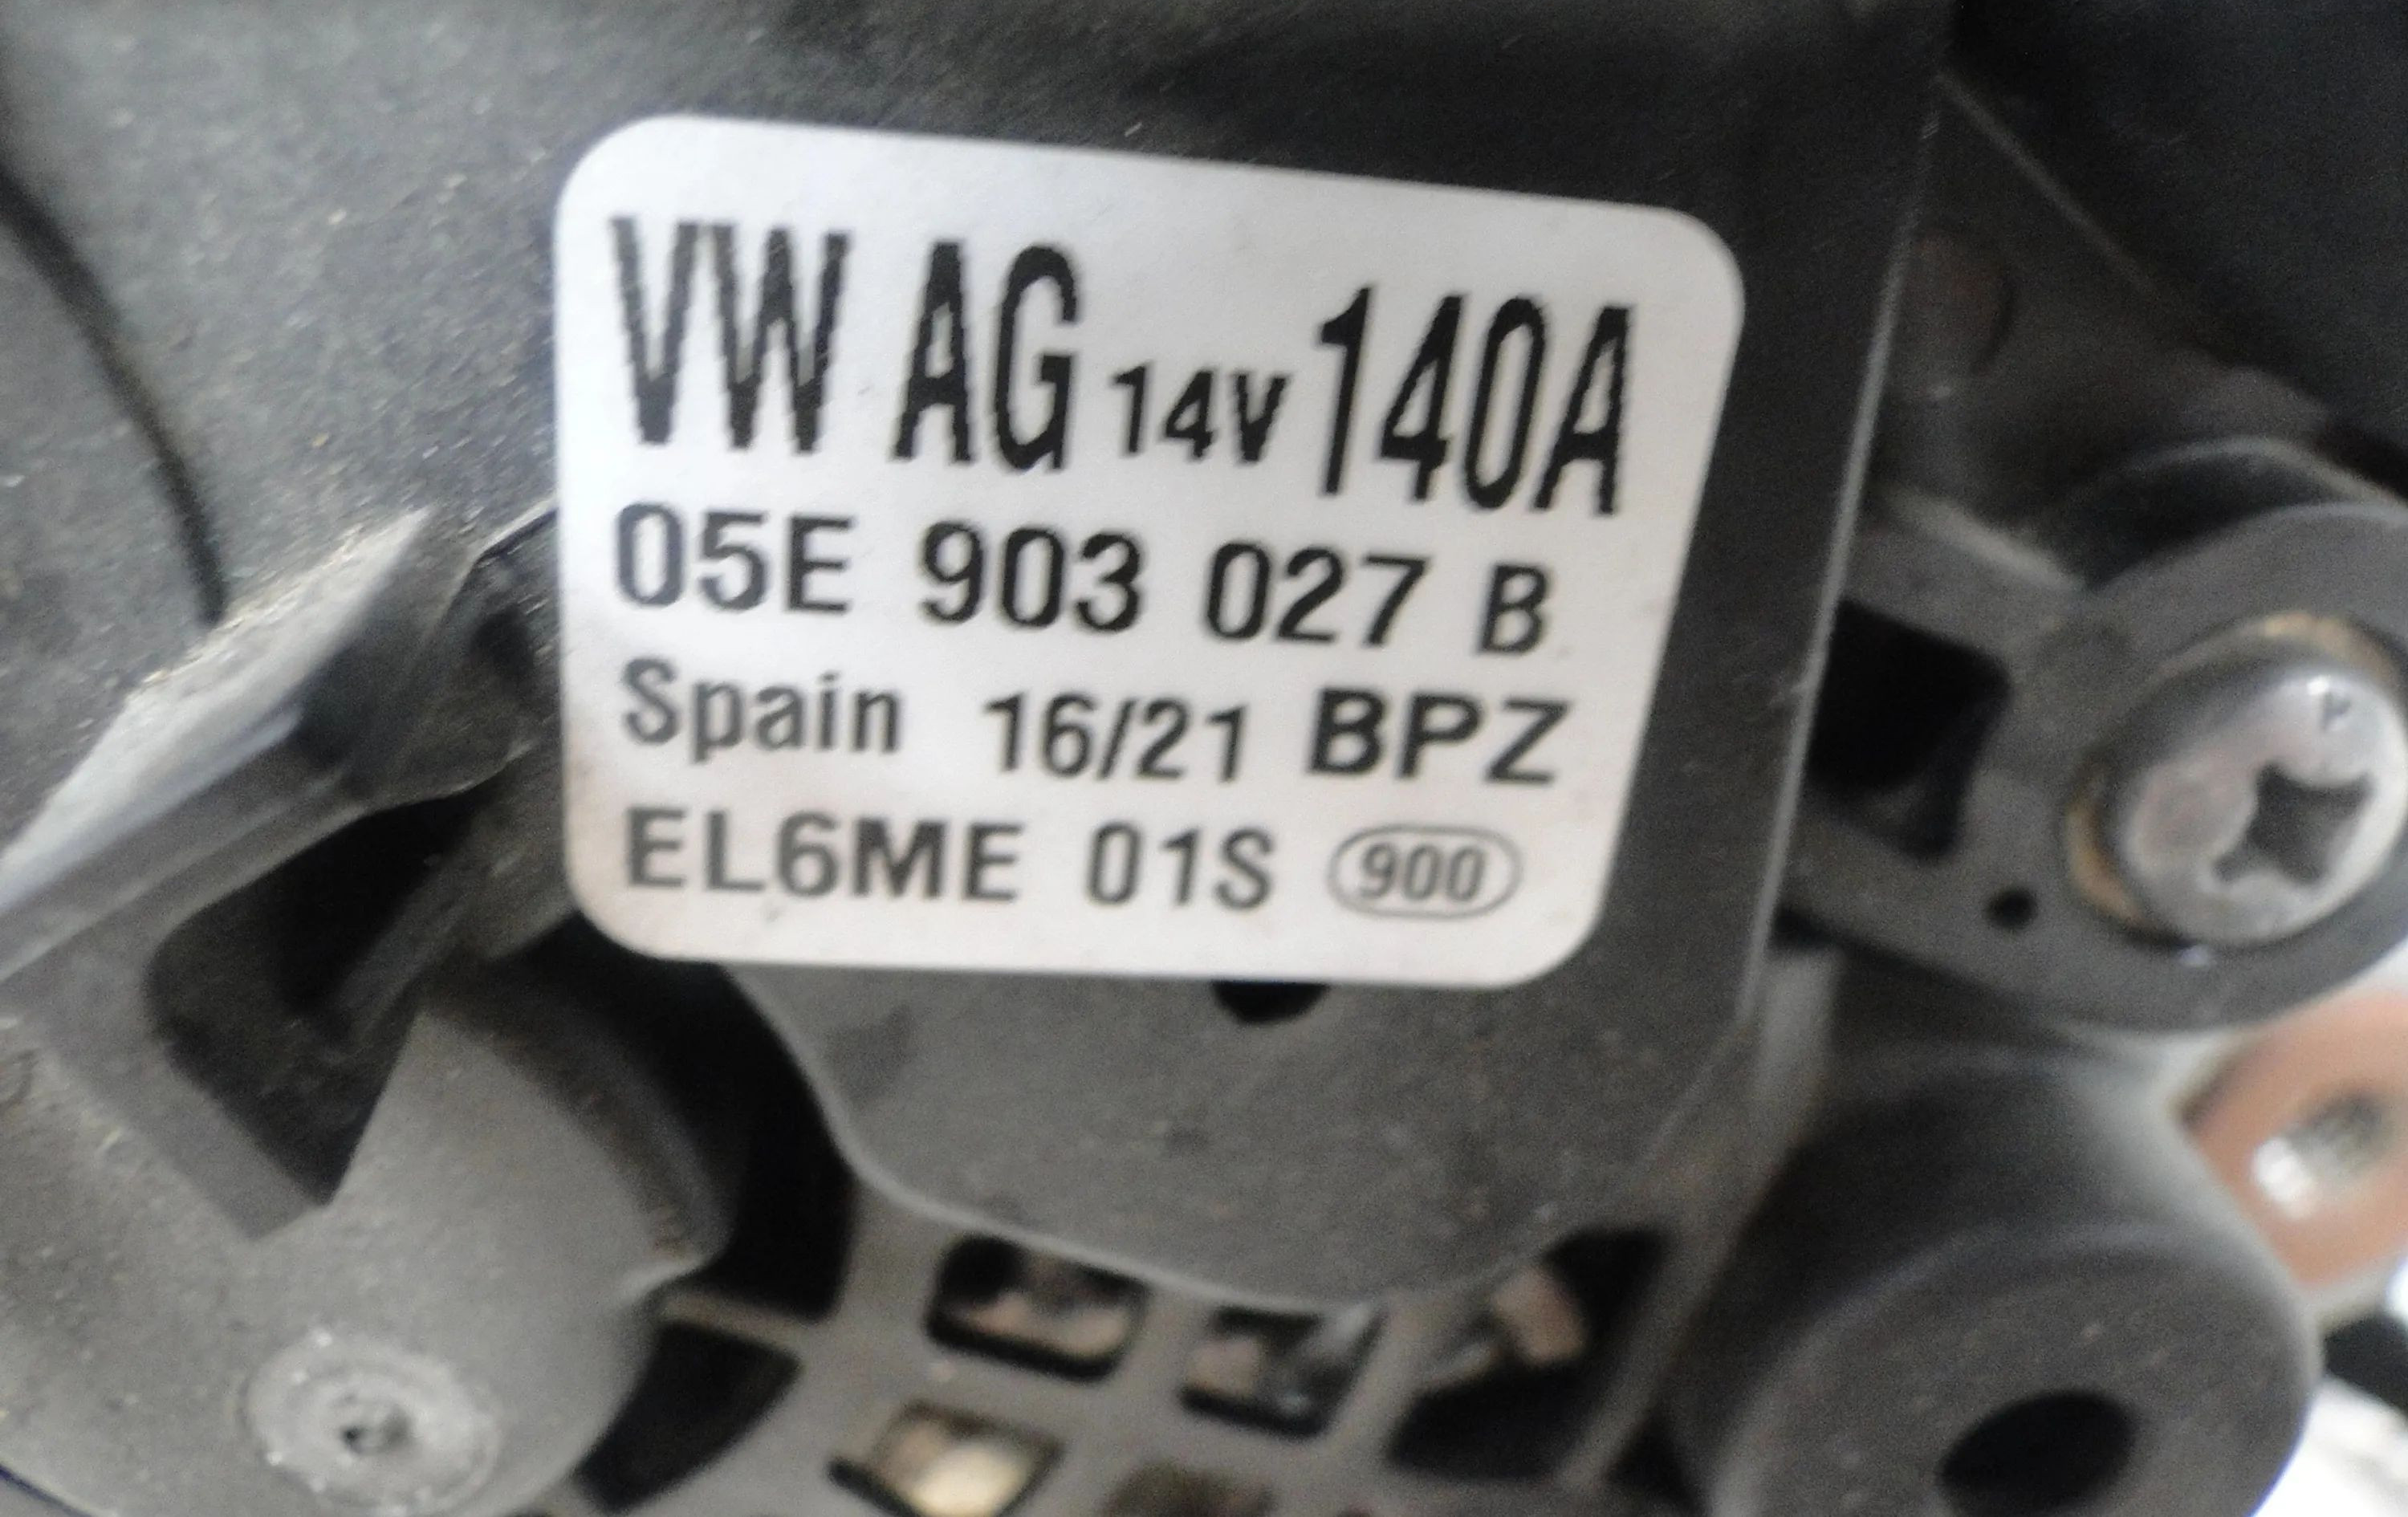 VW AG 14V 140A
05E 903 027 B
Spain 16/21 BPZ
EL6ME 01S 900